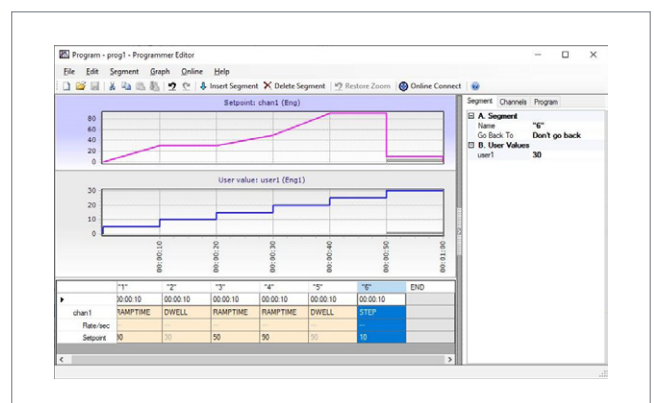 Program - prog1 - Programmer Editor
File Edit Segment Graph Online Help
Insert Segment Delete Segment Restore Zoom Online Connect
Setpoint: chan1 (Eng)
80
60
40
20
0
User value: user1 (Eng1)
30
20
10
0
00:00:10 00:00:20 00:00:30 00:00:40 00:00:50 00:01:00
"1" "2" "3" "4" "5" "6" END
00:00:10 00:00:10 00:00:10 00:00:10 00:00:10 00:00:10
chan1 RAMPTIME DWELL RAMPTIME RAMPTIME DWELL STEP
Rate/sec -- -- -- -- -- --
Setpoint 30 50 90 90 10
Segment Channels Program
A. Segment
Name "6"
Go Back To Don't go back
B. User Values
user1 30